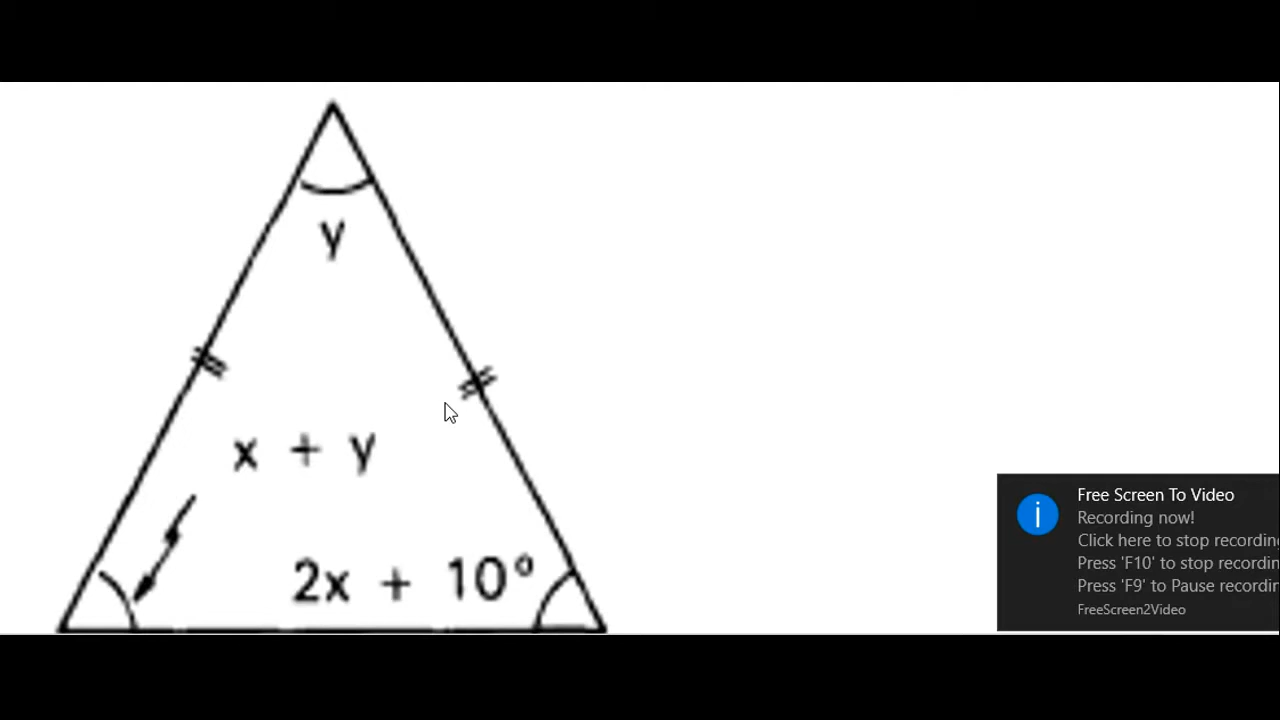 y
x + y
2x + 10°
Free Screen To Video
Recording now!
Click here to stop recording
Press 'F10' to stop recordin
Press 'F9' to Pause recordin
FreeScreen2Video